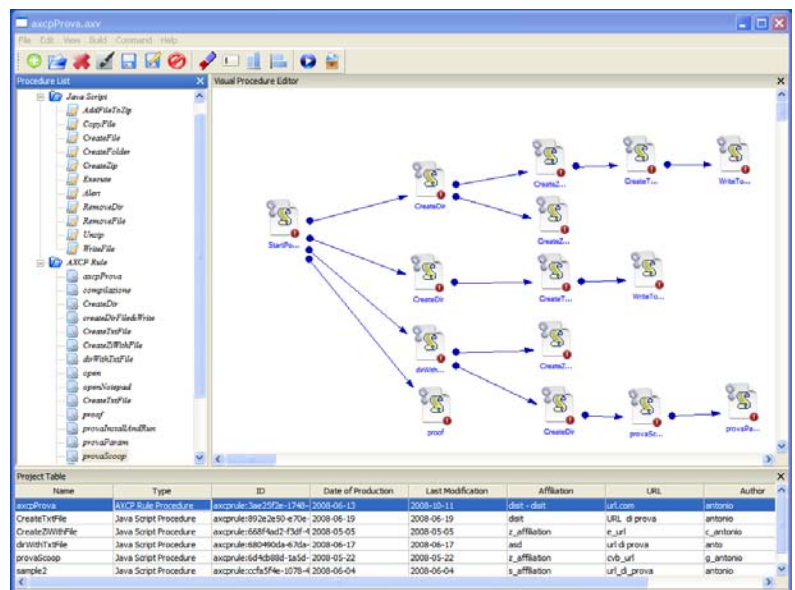 axcpProva.axv
File Edit View Build Command Help
Procedure List
Visual Procedure Editor
Java Script
AddFileToZip
CopyFile
CreateFile
CreateFolder
CreateZip
Execute
Alert
RemoveDir
RemoveFile
Unzip
WriteFile
AXCP Rule
axcpProva
compilazione
CreateDir
createDirFile&Write
CreateTxtFile
CreateZiWithFile
dirWithTxtFile
open
openNotepad
CreateTxtFile
proof
provaInstallAndRun
provaParam
provaScoop
StartPo...
CreateDir
CreateZ...
CreateT...
WriteTo...
CreateZ...
CreateDir
CreateT...
WriteTo...
dirWith...
CreateZ...
proof
CreateDir
provaSc...
provaPa...
Project Table
Name Type ID Date of Production Last Modification Affiliation URL Author
axcpProva AXCP Rule Procedure axcprule:3ae25f2e-1748- 2008-06-13 2008-10-11 disit - disit url.com antonio
CreateTxtFile Java Script Procedure axcprule:892e2e50-e70e- 2008-06-19 2008-06-19 disit URL di prova antonio
CreateZiWithFile Java Script Procedure axcprule:668f4ad2-f3df-4 2008-05-05 2008-05-05 z_affiliation e_url c_antonio
dirWithTxtFile Java Script Procedure axcprule:680490da-67da- 2008-06-17 2008-06-17 asd url di prova anto
provaScoop Java Script Procedure axcprule:6d4db88d-1a5d- 2008-05-22 2008-05-22 z_affiliation cvb_url g_antonio
sample2 Java Script Procedure axcprule:ccfa5f4e-1078-4 2008-06-04 2008-06-04 s_affiliation url_di_prova antonio